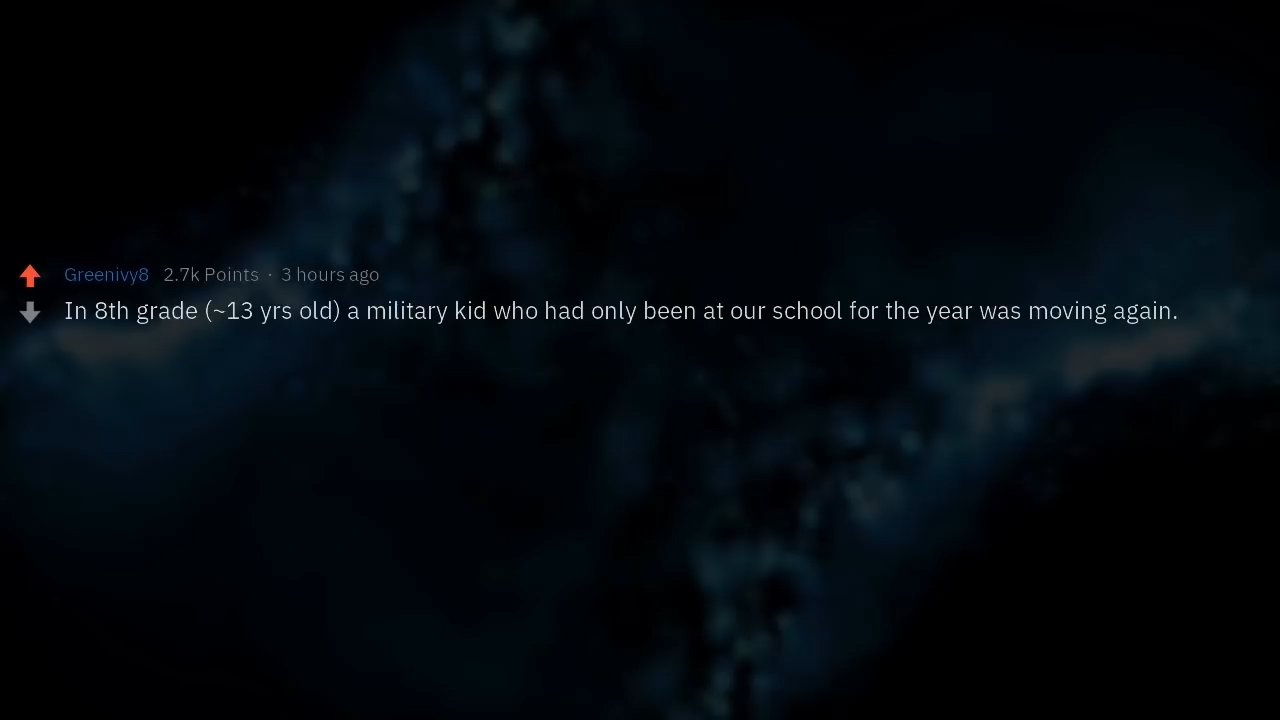 Greenivy8 2.7k Points · 3 hours ago
In 8th grade (~13 yrs old) a military kid who had only been at our school for the year was moving again.